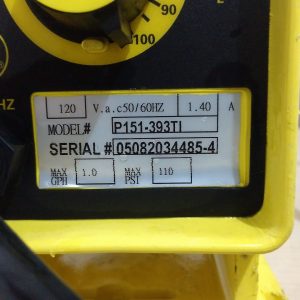 90
100
HZ
120 V.a.c50/60HZ 1.40 A
MODEL# P151-393TI
SERIAL # 05082034485-4
MAX GPH 1.0 MAX PSI 110